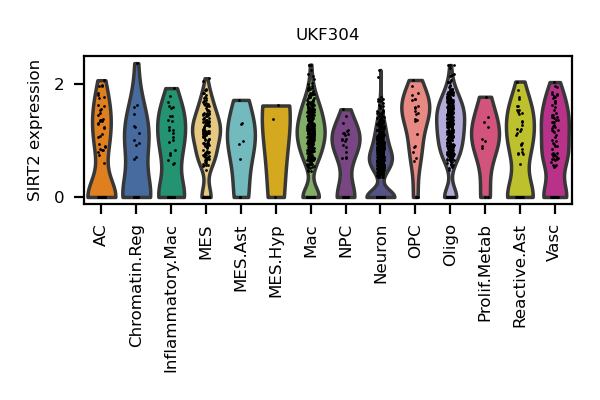 UKF304
SIRT2 expression
2
0
AC
Chromatin.Reg
Inflammatory.Mac
MES
MES.Ast
MES.Hyp
Mac
NPC
Neuron
OPC
Oligo
Prolif.Metab
Reactive.Ast
Vasc